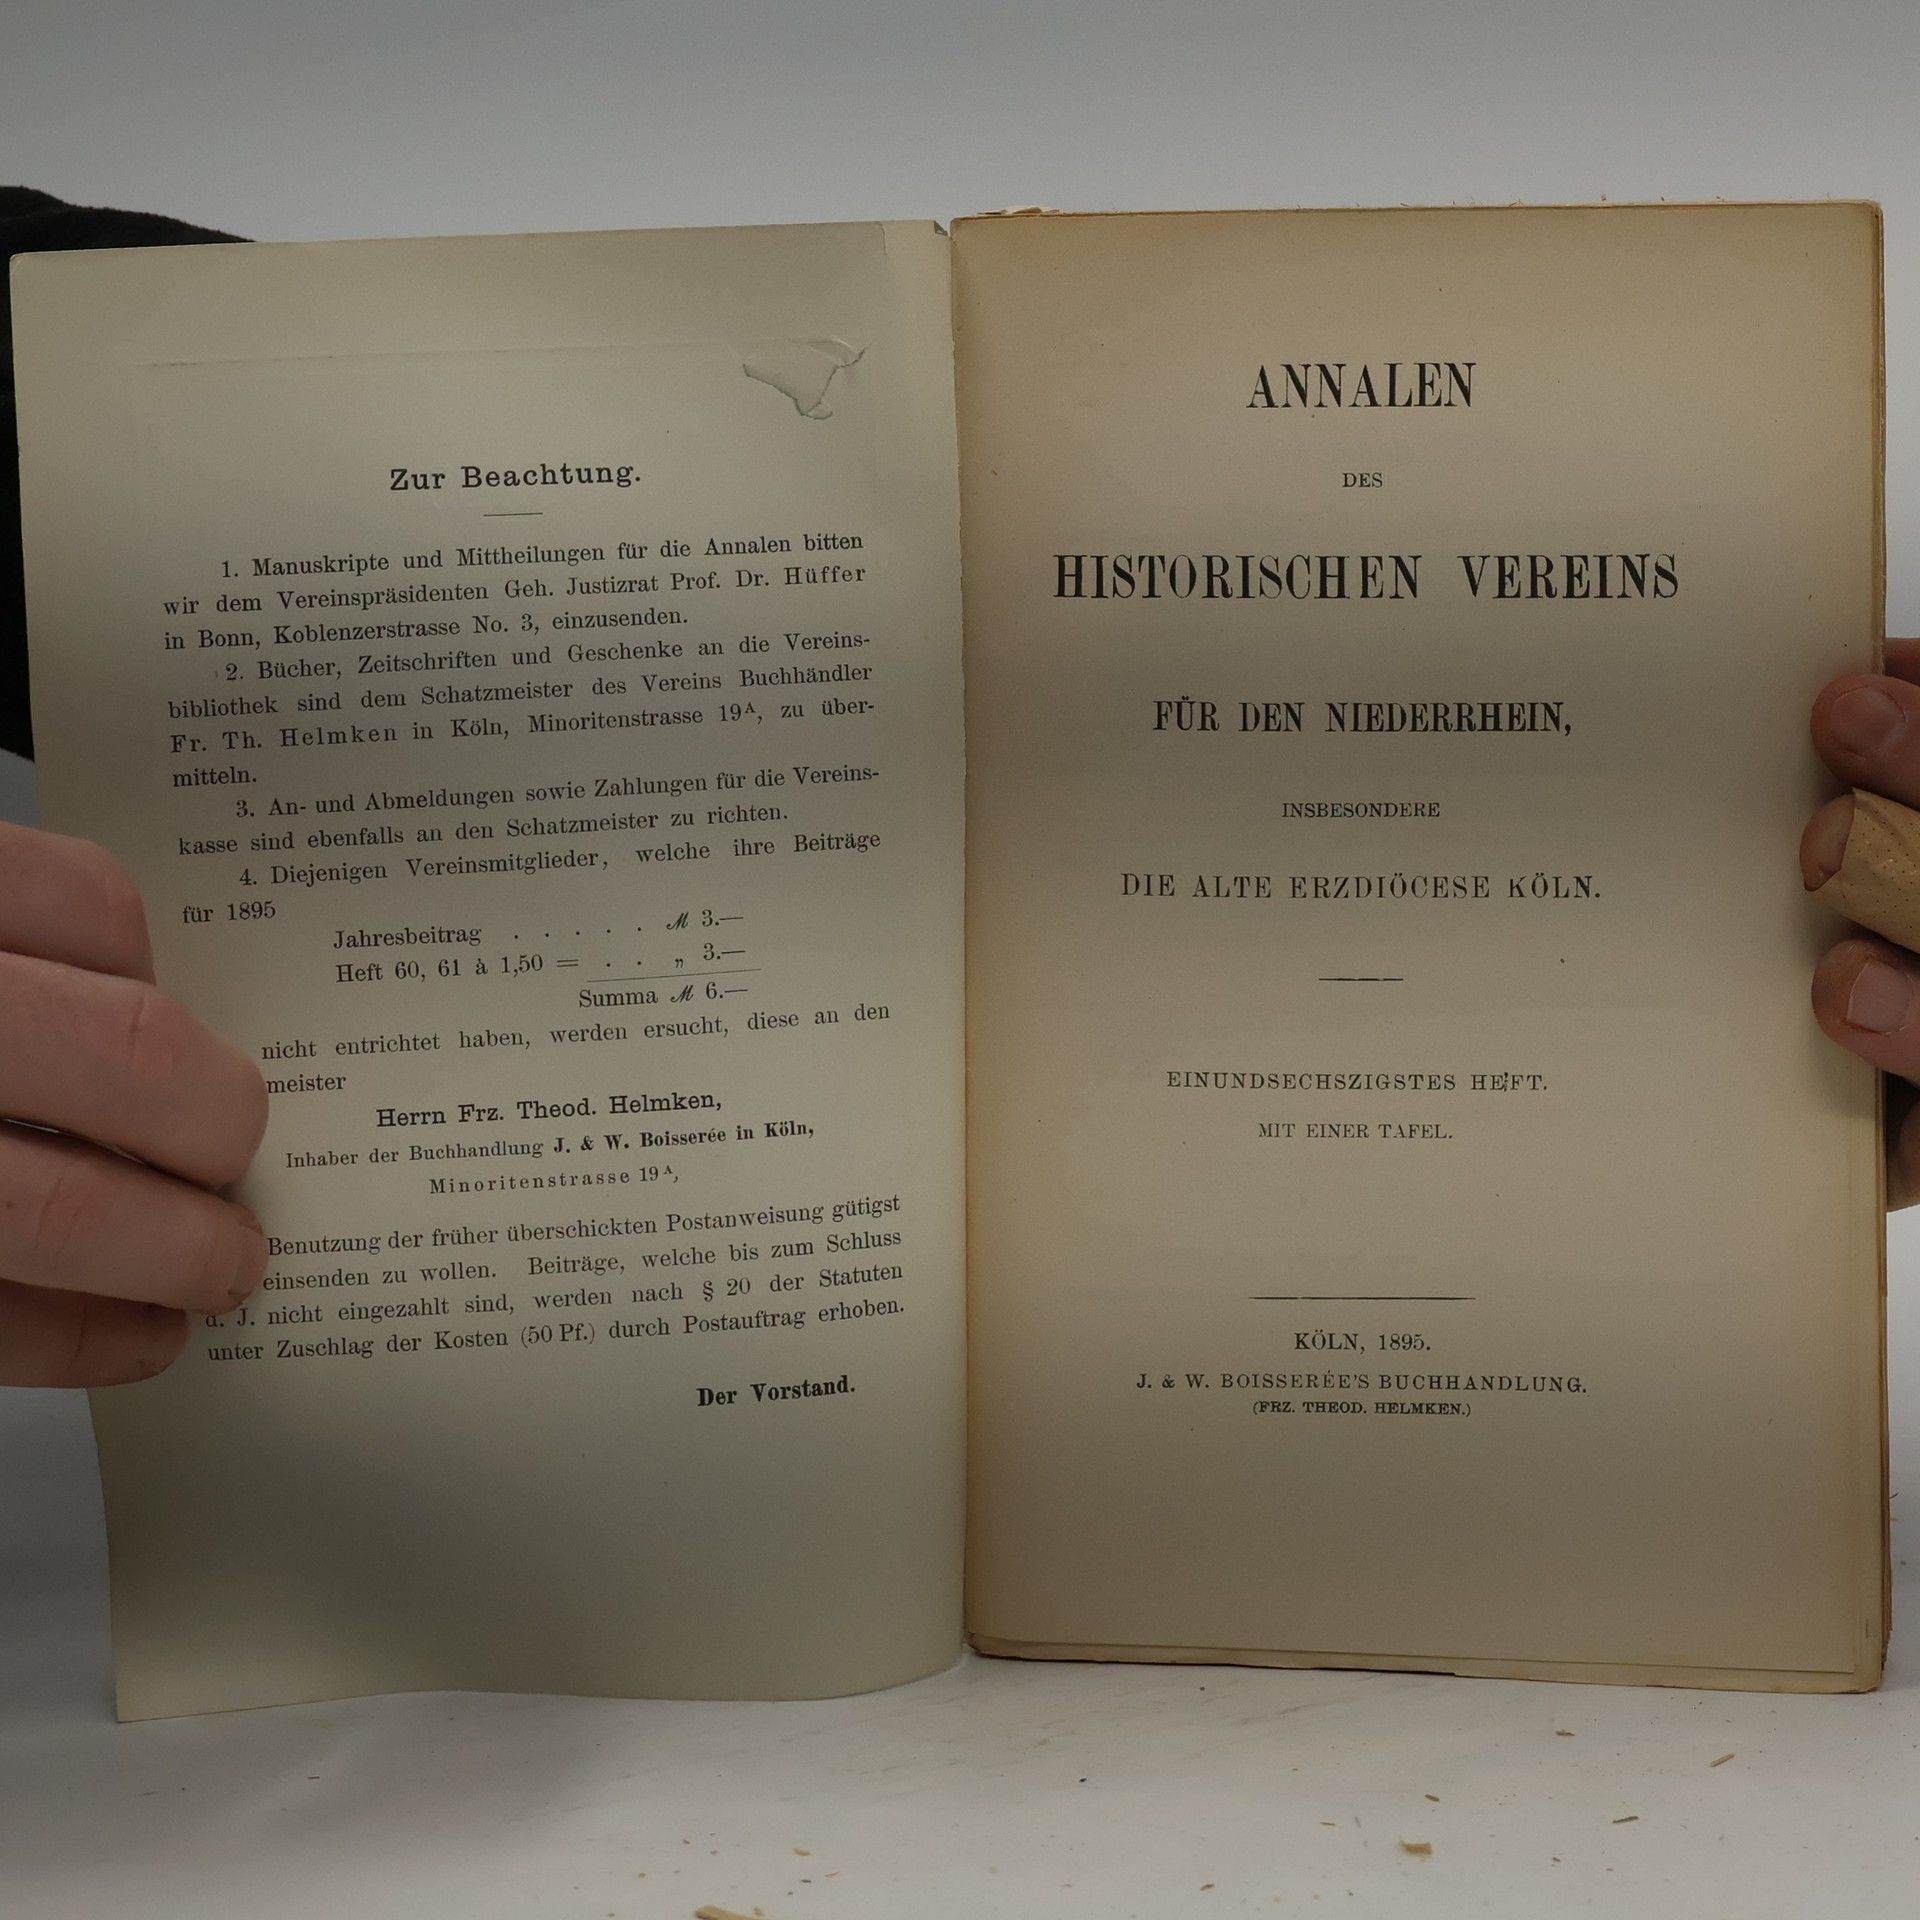 Zur Beachtung.
1. Manuskripte und Mittheilungen für die Annalen bitten
wir dem Vereinspräsidenten Geh. Justizrat Prof. Dr. Hüffer
in Bonn, Koblenzerstrasse No. 3, einzusenden.
2. Bücher, Zeitschriften und Geschenke an die Vereins-
bibliothek sind dem Schatzmeister des Vereins Buchhändler
Fr. Th. Helmken in Köln, Minoritenstrasse 19A, zu über-
mitteln.
3. An- und Abmeldungen sowie Zahlungen für die Vereins-
kasse sind ebenfalls an den Schatzmeister zu richten.
4. Diejenigen Vereinsmitglieder, welche ihre Beiträge
für 1895
Jahresbeitrag . . . . . ℳ 3.—
Heft 60, 61 à 1,50 = . . „ 3.—
Summa ℳ 6.—
nicht entrichtet haben, werden ersucht, diese an den
meister
Herrn Frz. Theod. Helmken,
Inhaber der Buchhandlung J. & W. Boisserée in Köln,
Minoritenstrasse 19A,
Benutzung der früher überschickten Postanweisung gütigst
einsenden zu wollen. Beiträge, welche bis zum Schluss
d. J. nicht eingezahlt sind, werden nach § 20 der Statuten
unter Zuschlag der Kosten (50 Pf.) durch Postauftrag erhoben.
Der Vorstand.
ANNALEN
DES
HISTORISCHEN VEREINS
FÜR DEN NIEDERRHEIN,
INSBESONDERE
DIE ALTE ERZDIÖCESE KÖLN.
EINUNDSECHSZIGSTES HEFT.
MIT EINER TAFEL.
KÖLN, 1895.
J. & W. BOISSERÉE'S BUCHHANDLUNG.
(FRZ. THEOD. HELMKEN.)